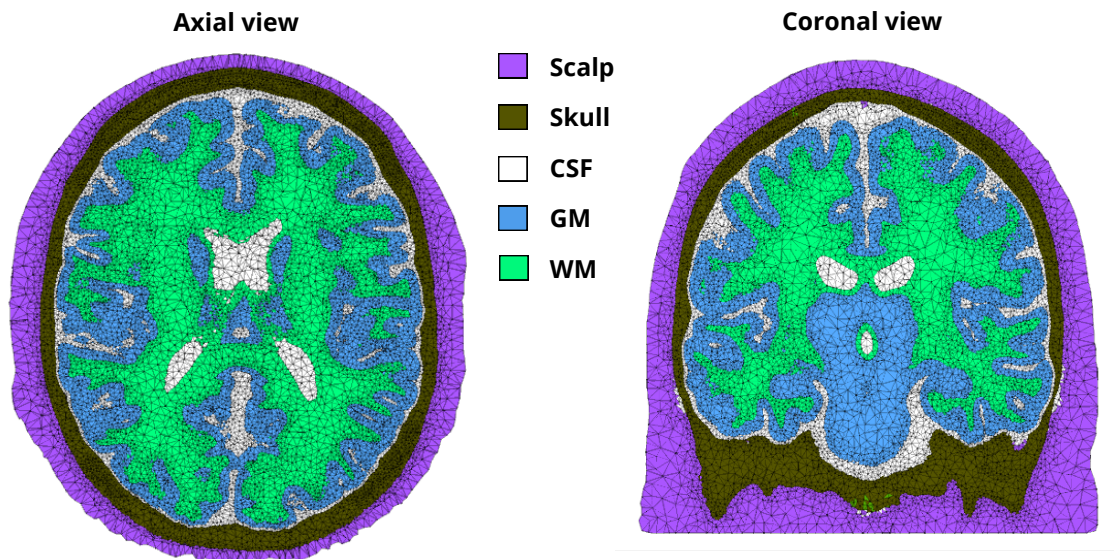 Axial view
Coronal view
Scalp
Skull
CSF
GM
WM